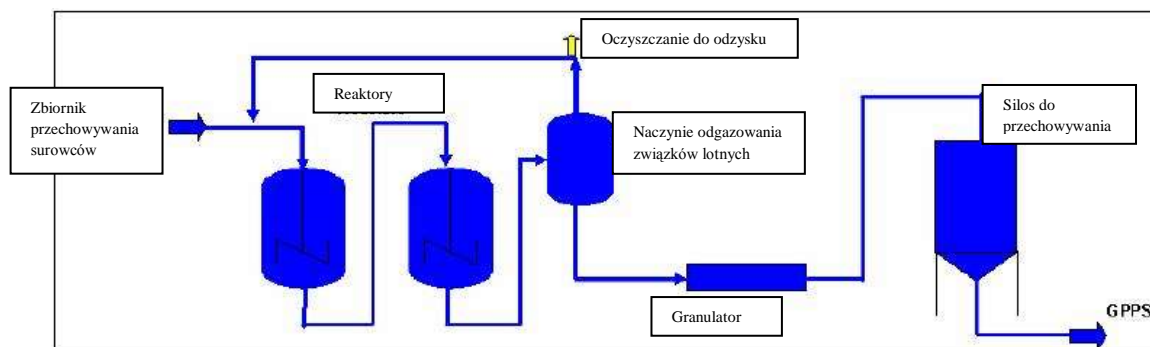 Oczyszczanie do odzysku
Reaktory
Zbiornik
przechowywania
surowców
Naczynie odgazowania
związków lotnych
Silos do
przechowywania
Granulator
GPPS